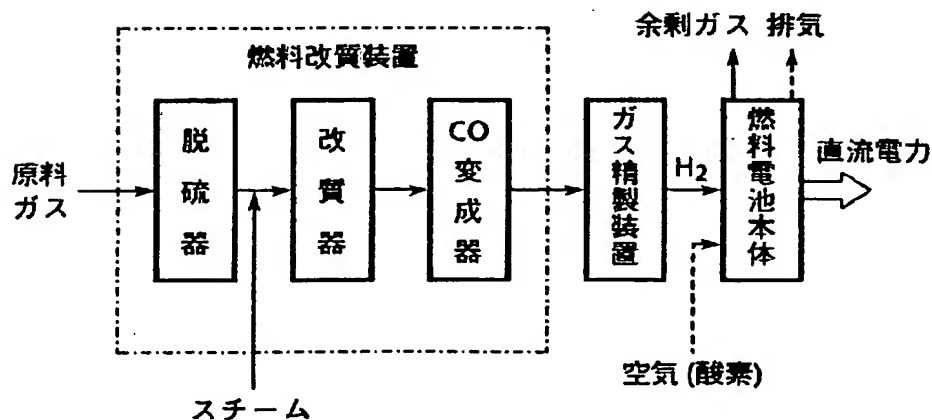 余剰ガス 排気
燃料改質装置
原料
ガス
脱硫器
改質器
CO
変成器
ガス精製装置
H2
燃料電池本体
直流電力
空気(酸素)
スチーム